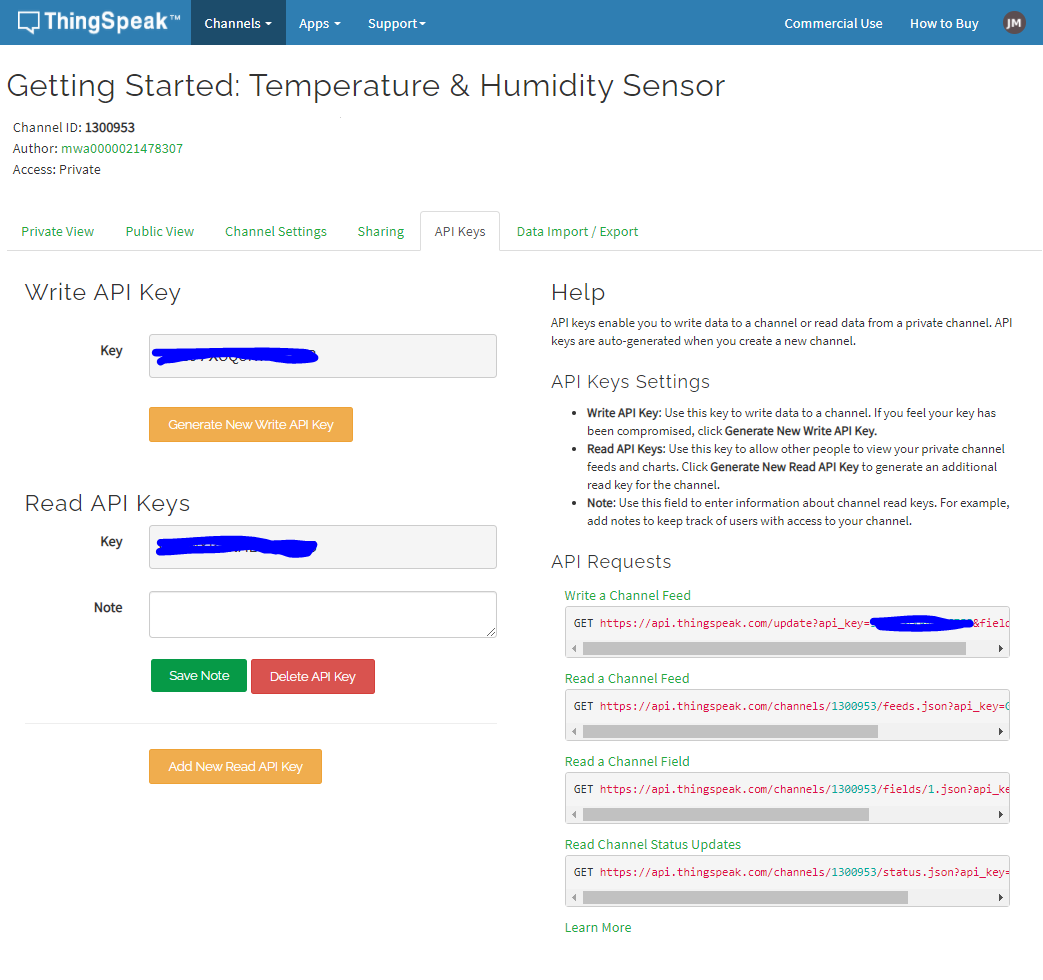 ThingSpeak™ Channels Apps Support Commercial Use How to Buy JM
Getting Started: Temperature & Humidity Sensor
Channel ID: 1300953
Author: mwa0000021478307
Access: Private
Private View Public View Channel Settings Sharing API Keys Data Import / Export
Write API Key
Key
Generate New Write API Key
Read API Keys
Key
Note
Save Note Delete API Key
Add New Read API Key
Help
API keys enable you to write data to a channel or read data from a private channel. API
keys are auto-generated when you create a new channel.
API Keys Settings
• Write API Key: Use this key to write data to a channel. If you feel your key has
been compromised, click Generate New Write API Key.
• Read API Keys: Use this key to allow other people to view your private channel
feeds and charts. Click Generate New Read API Key to generate an additional
read key for the channel.
• Note: Use this field to enter information about channel read keys. For example,
add notes to keep track of users with access to your channel.
API Requests
Write a Channel Feed
GET https://api.thingspeak.com/update?api_key= &field
Read a Channel Feed
GET https://api.thingspeak.com/channels/1300953/feeds.json?api_key=
Read a Channel Field
GET https://api.thingspeak.com/channels/1300953/fields/1.json?api_ke
Read Channel Status Updates
GET https://api.thingspeak.com/channels/1300953/status.json?api_key=
Learn More